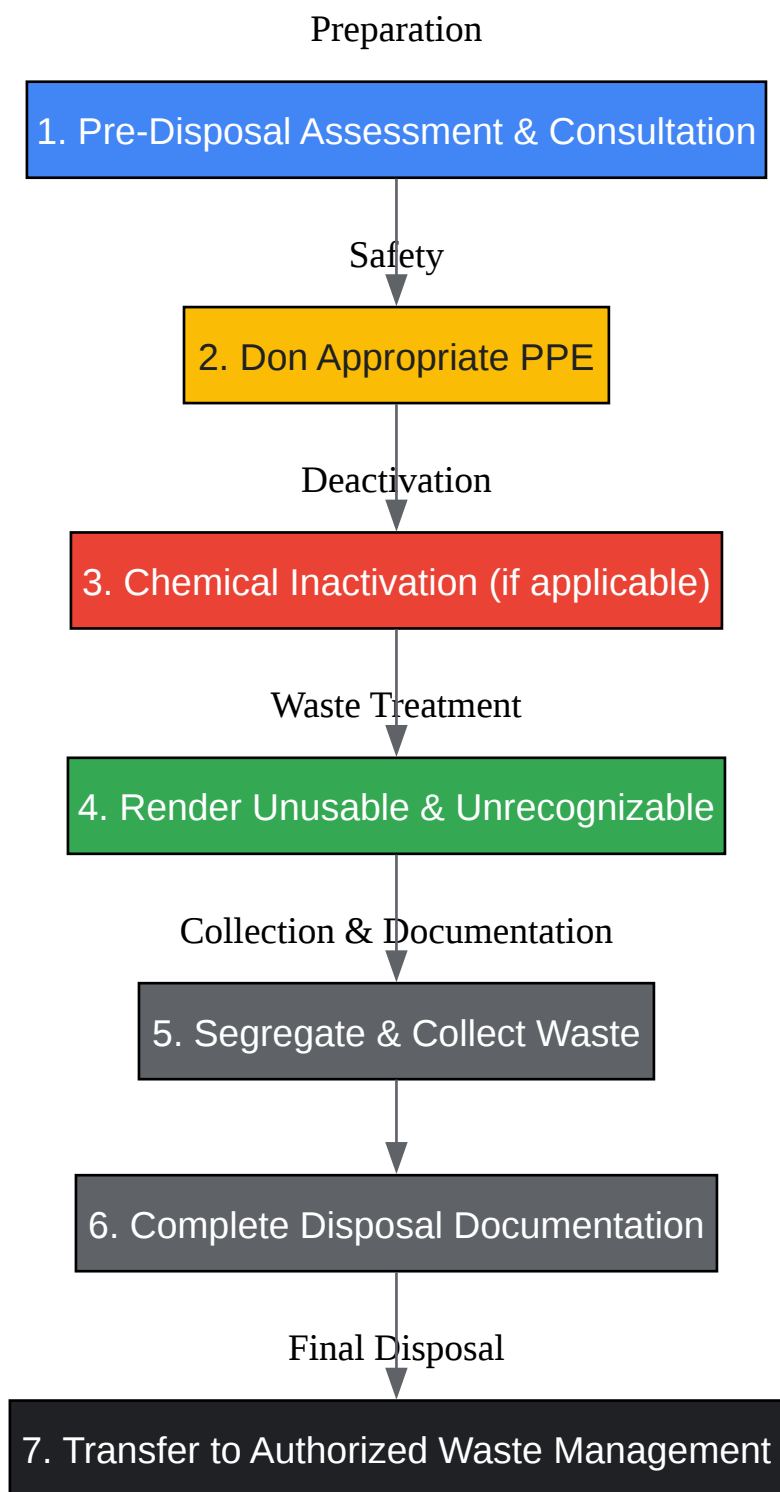 Preparation
1. Pre-Disposal Assessment & Consultation
Safety
2. Don Appropriate PPE
Deactivation
3. Chemical Inactivation (if applicable)
Waste Treatment
4. Render Unusable & Unrecognizable
Collection & Documentation
5. Segregate & Collect Waste
6. Complete Disposal Documentation
Final Disposal
7. Transfer to Authorized Waste Management